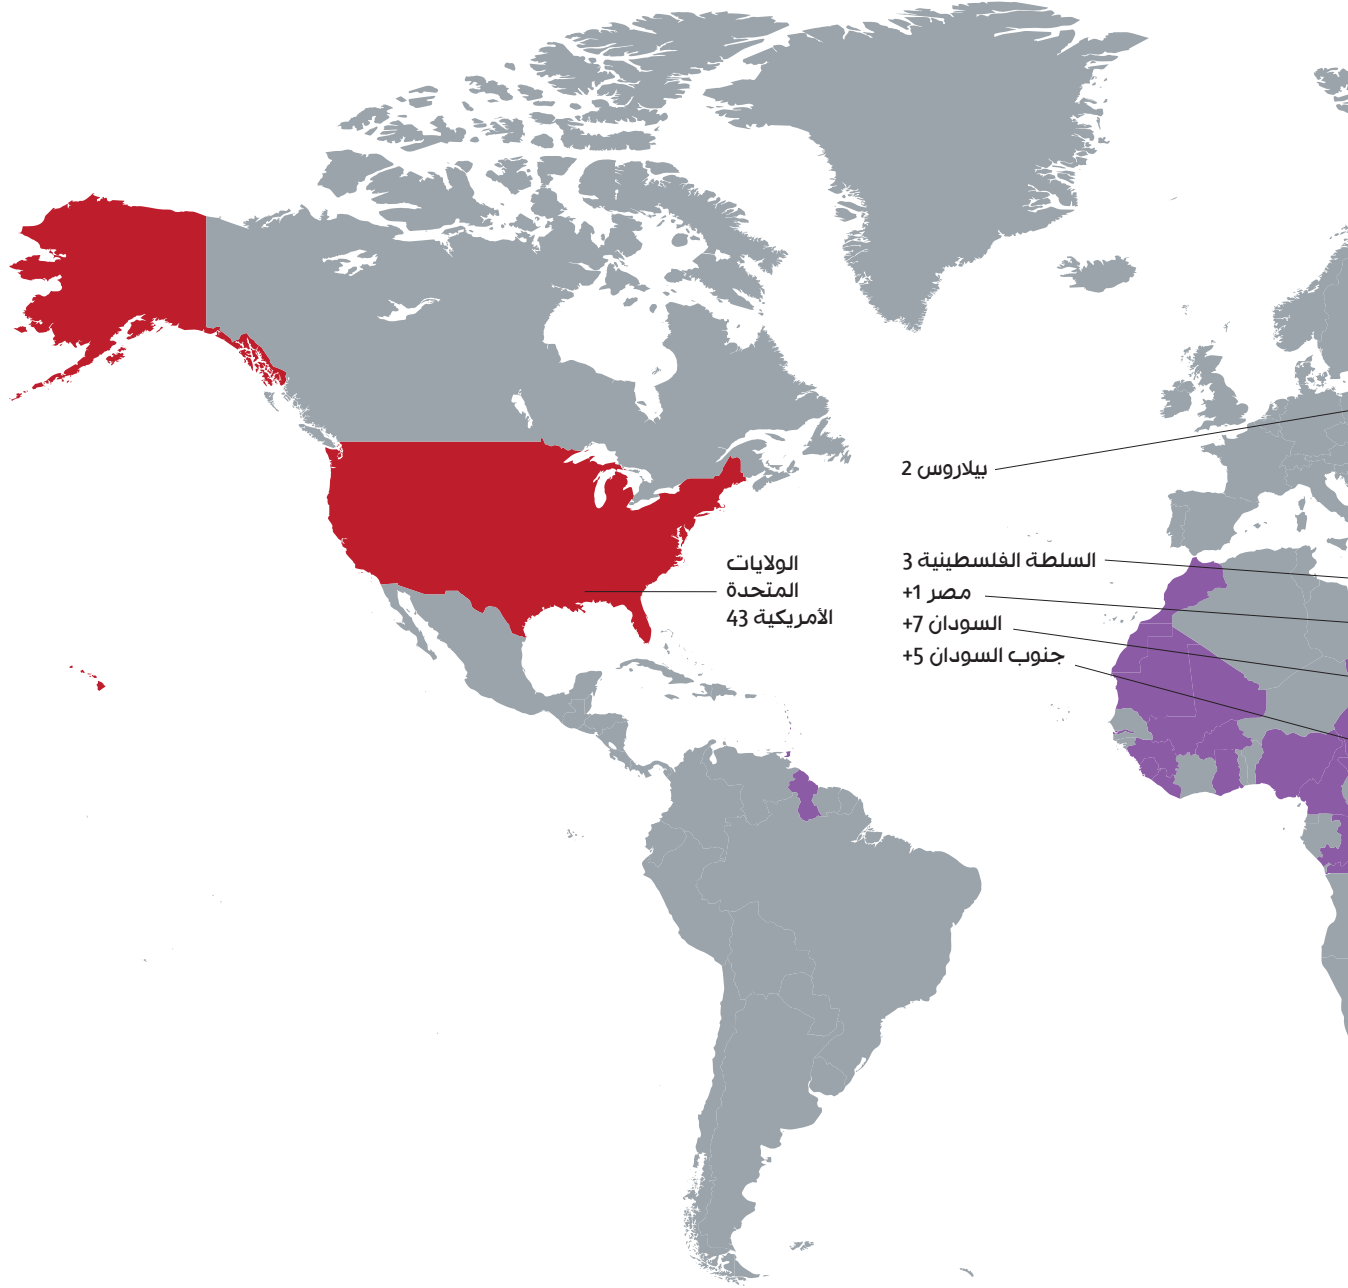 بيلاروس 2
الولايات
المتحدة
الأمريكية 43
السلطة الفلسطينية 3
مصر 1+
السودان 7+
جنوب السودان 5+